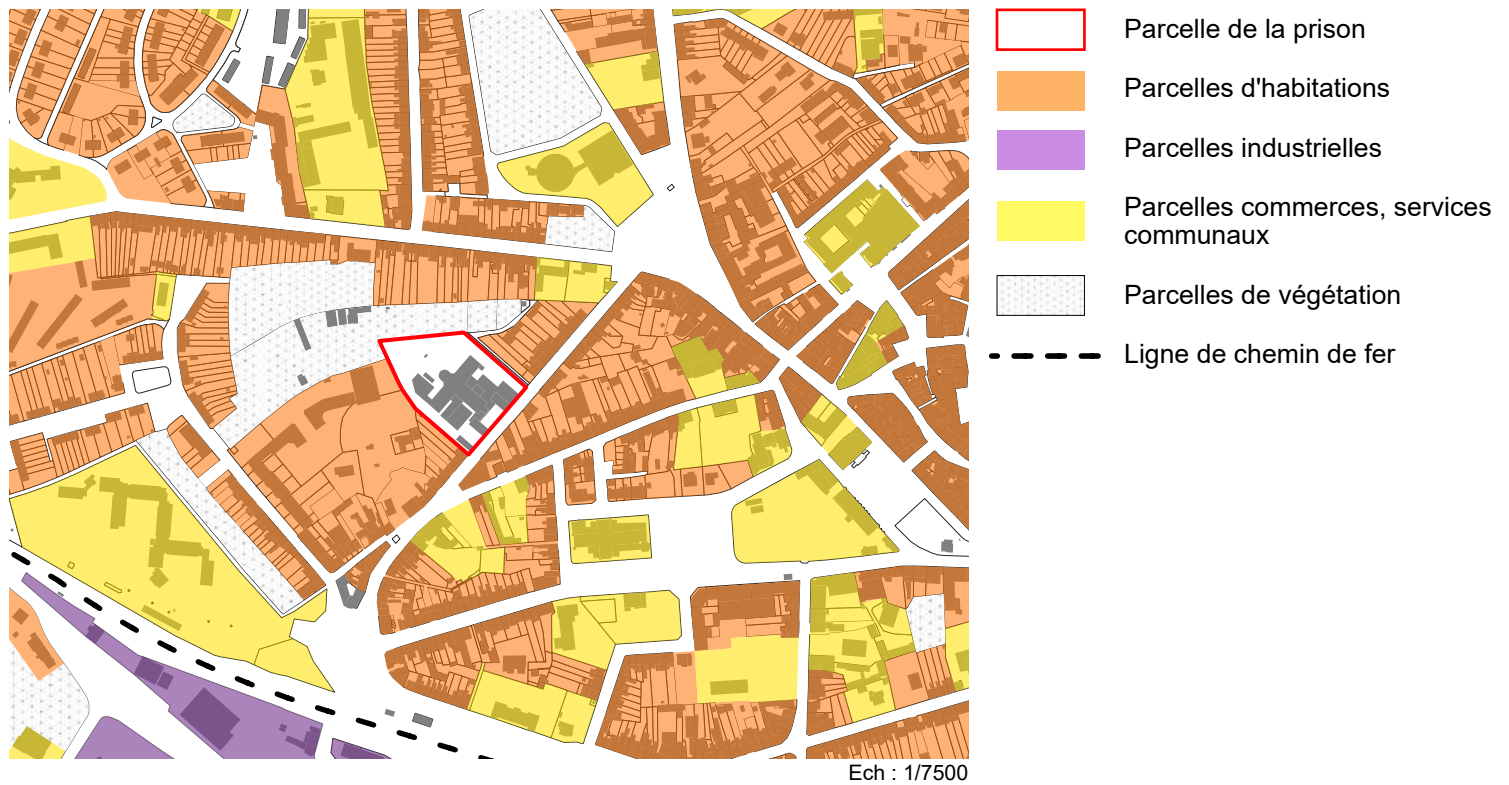 Parcelle de la prison
Parcelles d'habitations
Parcelles industrielles
Parcelles commerces, services
communaux
Parcelles de végétation
Ligne de chemin de fer
Ech : 1/7500